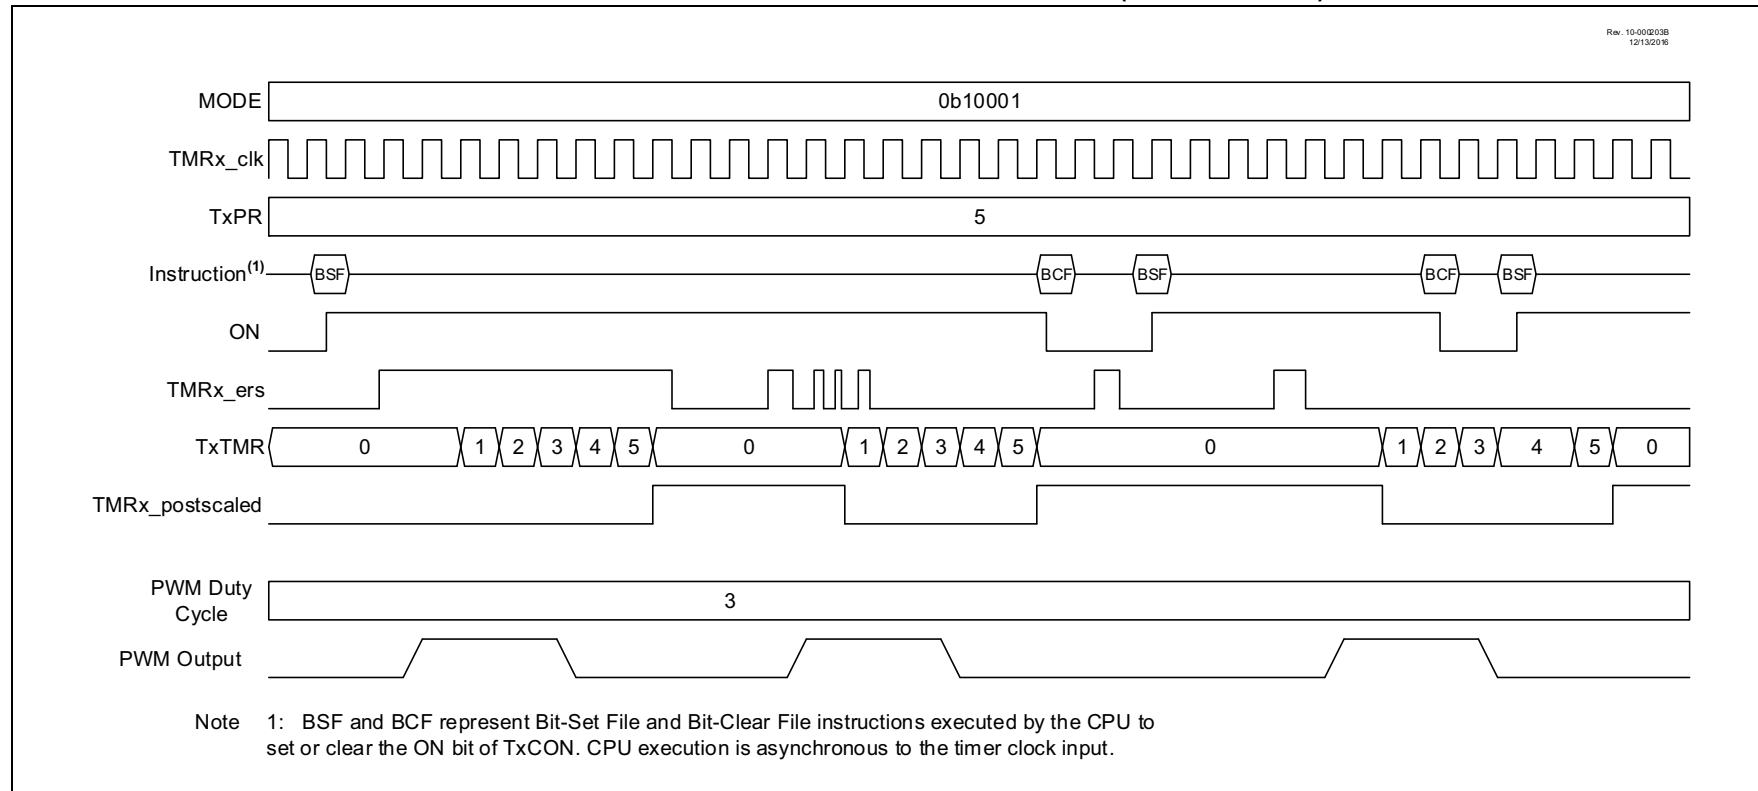 Rev. 10-000203B
12/13/2016
MODE 0b10001
TMRx_clk
TxPR 5
Instruction(1) BSF BCF BSF BCF BSF
ON
TMRx_ers
TxTMR 0 1 2 3 4 5 0 1 2 3 4 5 0 1 2 3 4 5 0
TMRx_postscaled
PWM Duty
Cycle 3
PWM Output
Note 1: BSF and BCF represent Bit-Set File and Bit-Clear File instructions executed by the CPU to
set or clear the ON bit of TxCON. CPU execution is asynchronous to the timer clock input.